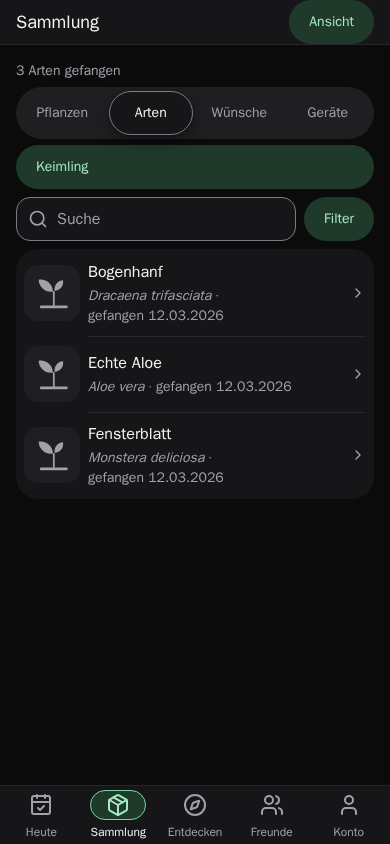 Sammlung
Ansicht
3 Arten gefangen
Pflanzen
Arten
Wünsche
Geräte
Keimling
Suche
Filter
Bogenhanf
Dracaena trifasciata ·
gefangen 12.03.2026
Echte Aloe
Aloe vera · gefangen 12.03.2026
Fensterblatt
Monstera deliciosa ·
gefangen 12.03.2026
Heute
Sammlung
Entdecken
Freunde
Konto